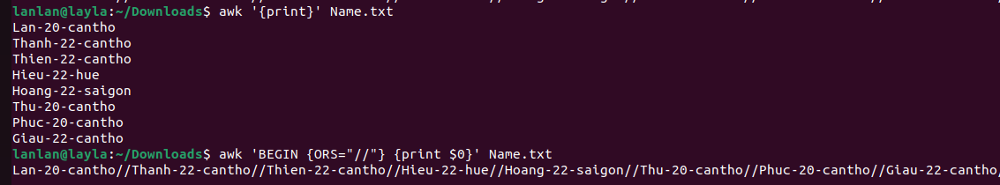 lanlan@layla:~/Downloads$ awk '{print}' Name.txt
Lan-20-cantho
Thanh-22-cantho
Thien-22-cantho
Hieu-22-hue
Hoang-22-saigon
Thu-20-cantho
Phuc-20-cantho
Giau-22-cantho
lanlan@layla:~/Downloads$ awk 'BEGIN {ORS="//"} {print $0}' Name.txt
Lan-20-cantho//Thanh-22-cantho//Thien-22-cantho//Hieu-22-hue//Hoang-22-saigon//Thu-20-cantho//Phuc-20-cantho//Giau-22-cantho/